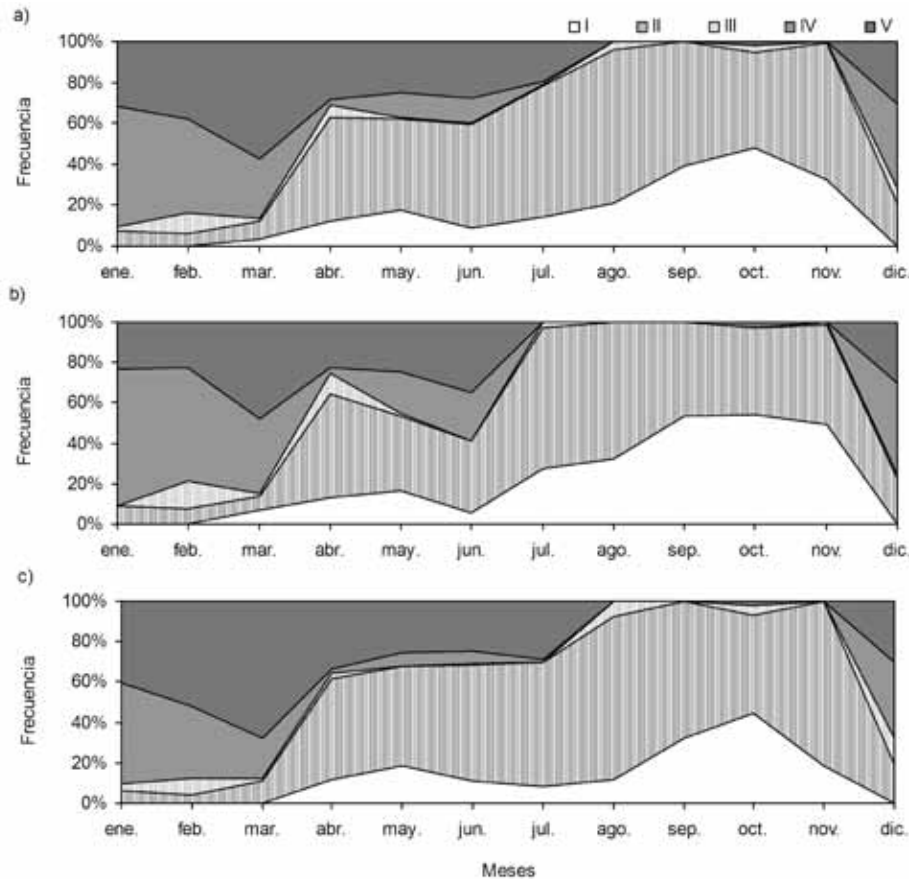 a)
I II III IV V
100%
80%
60%
40%
20%
0%
Frecuencia
ene. feb. mar. abr. may. jun. jul. ago. sep. oct. nov. dic.
b)
100%
80%
60%
40%
20%
0%
Frecuencia
ene. feb. mar. abr. may. jun. jul. ago. sep. oct. nov. dic.
c)
100%
80%
60%
40%
20%
0%
Frecuencia
ene. feb. mar. abr. may. jun. jul. ago. sep. oct. nov. dic.
Meses